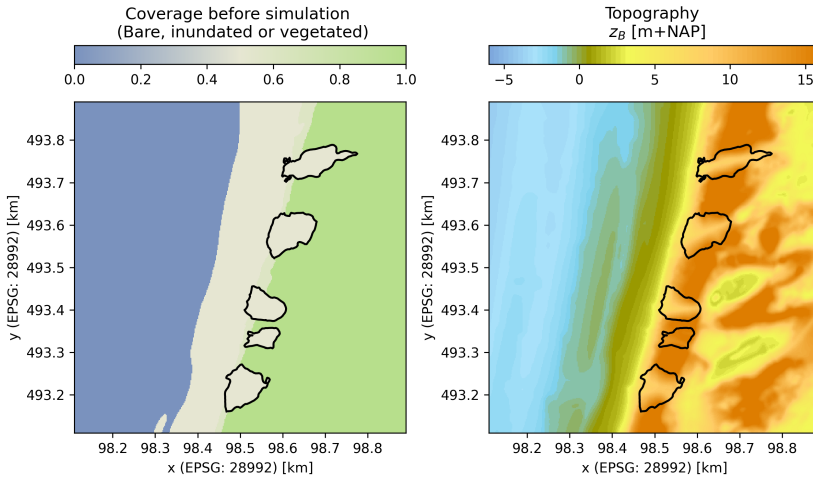 Coverage before simulation
(Bare, inundated or vegetated)
0.0 0.2 0.4 0.6 0.8 1.0
493.8
493.7
493.6
493.5
493.4
493.3
493.2
y (EPSG: 28992) [km]
98.2 98.3 98.4 98.5 98.6 98.7 98.8
x (EPSG: 28992) [km]
Topography
z_B [m+NAP]
−5 0 5 10 15
493.8
493.7
493.6
493.5
493.4
493.3
493.2
y (EPSG: 28992) [km]
98.2 98.3 98.4 98.5 98.6 98.7 98.8
x (EPSG: 28992) [km]